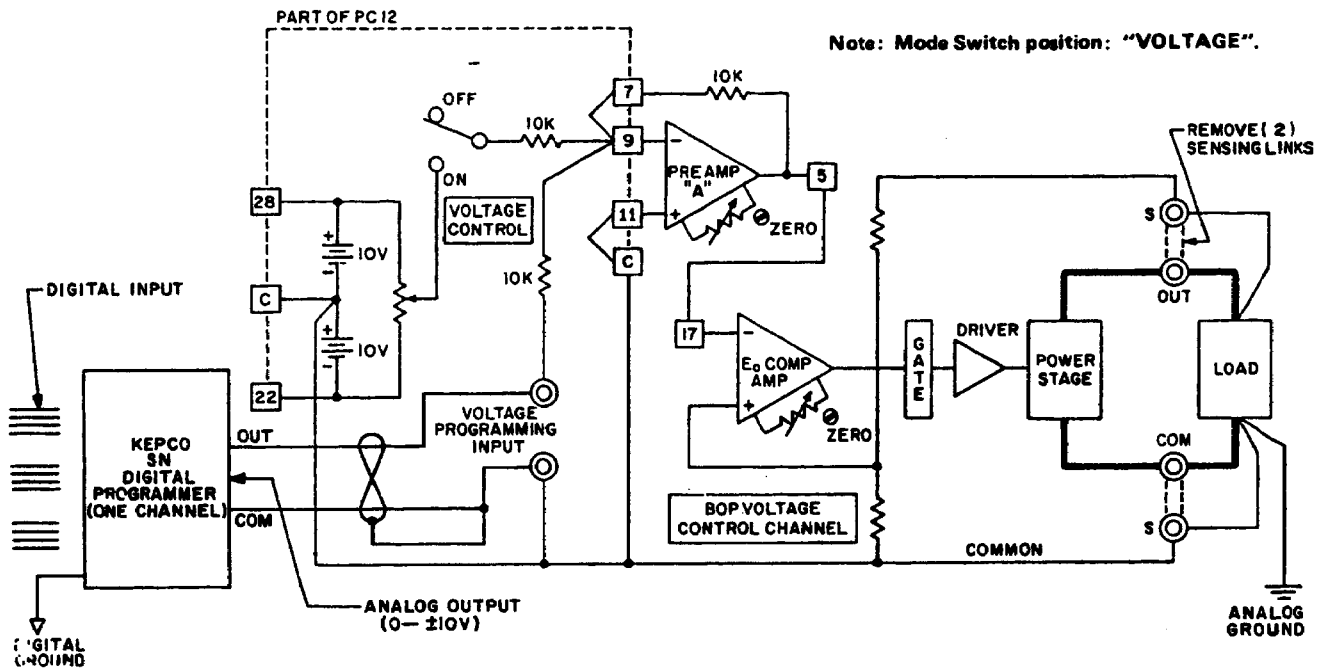 PART OF PC12
Note: Mode Switch position: "VOLTAGE".
OFF
10K
7
10K
9
PREAMP
"A"
5
REMOVE(2)
SENSING LINKS
28
ON
VOLTAGE
CONTROL
11
ZERO
C
S
10V
10K
OUT
DIGITAL INPUT
C
10V
17
E₀ COMP
AMP
GATE
DRIVER
POWER
STAGE
LOAD
22
VOLTAGE
PROGRAMMING
INPUT
ZERO
COM
KEPCO
SN
DIGITAL
PROGRAMMER
(ONE CHANNEL)
OUT
COM
BOP VOLTAGE
CONTROL CHANNEL
S
COMMON
ANALOG OUTPUT
(0— ±10V)
ANALOG
GROUND
DIGITAL
GROUND